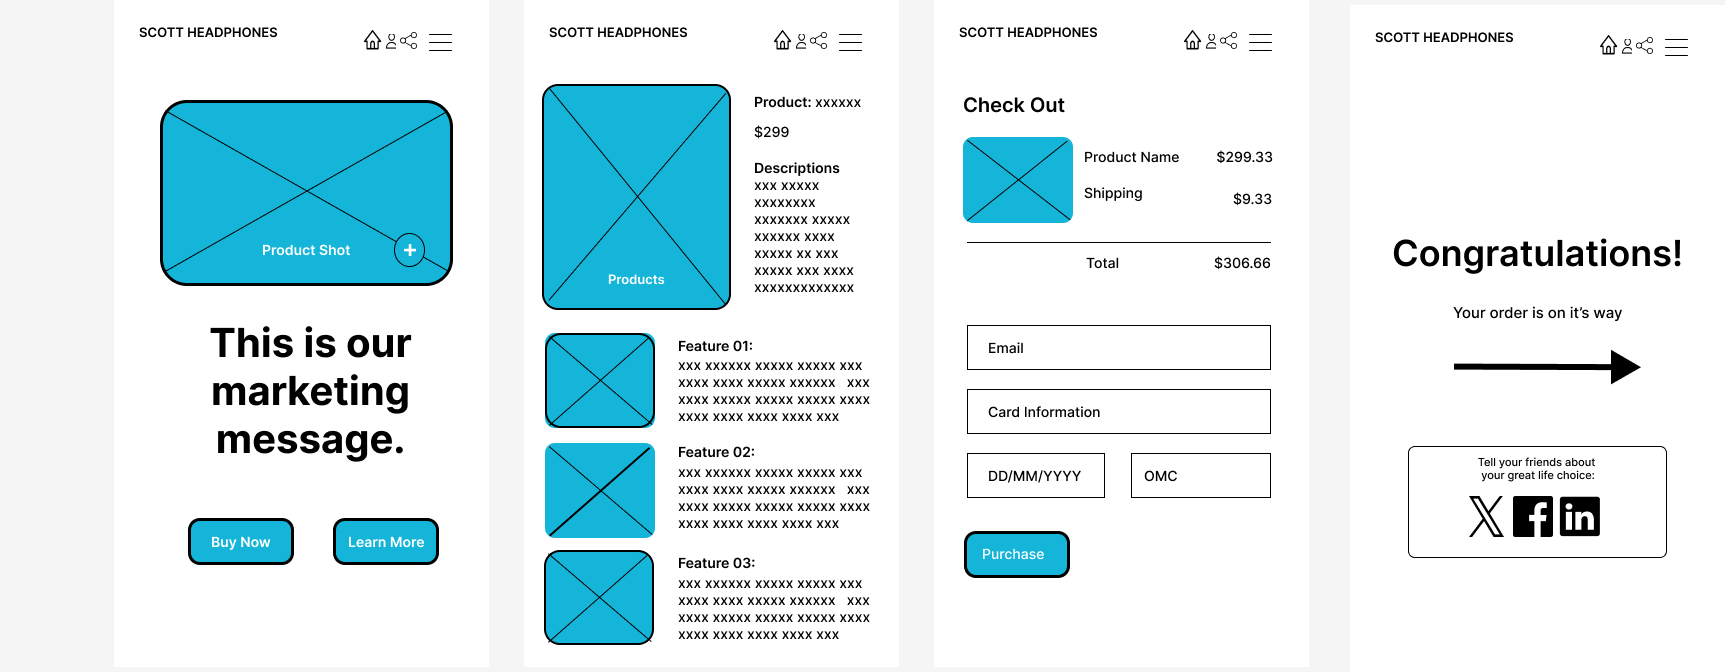 SCOTT HEADPHONES
Product Shot
This is our
marketing
message.
Buy Now
Learn More
SCOTT HEADPHONES
Products
Product: xxxxxx
$299
Descriptions
xxx xxxxx
xxxxxxxx
xxxxxxx xxxxx
xxxxxx xxxx
xxxxx xx xxx
xxxxx xxx xxxx
xxxxxxxxxxxxx
Feature 01:
xxx xxxxxx xxxxx xxxxx xxx
xxxx xxxx xxxxx xxxxxx xxx
xxxx xxxxx xxxxx xxxxx xxxx
xxxx xxxx xxxx xxxx xxx
Feature 02:
xxx xxxxxx xxxxx xxxxx xxx
xxxx xxxx xxxxx xxxxxx xxx
xxxx xxxxx xxxxx xxxxx xxxx
xxxx xxxx xxxx xxxx xxx
Feature 03:
xxx xxxxxx xxxxx xxxxx xxx
xxxx xxxx xxxxx xxxxxx xxx
xxxx xxxxx xxxxx xxxxx xxxx
xxxx xxxx xxxx xxxx xxx
SCOTT HEADPHONES
Check Out
Product Name $299.33
Shipping $9.33
Total $306.66
Email
Card Information
DD/MM/YYYY OMC
Purchase
SCOTT HEADPHONES
Congratulations!
Your order is on it’s way
Tell your friends about
your great life choice: